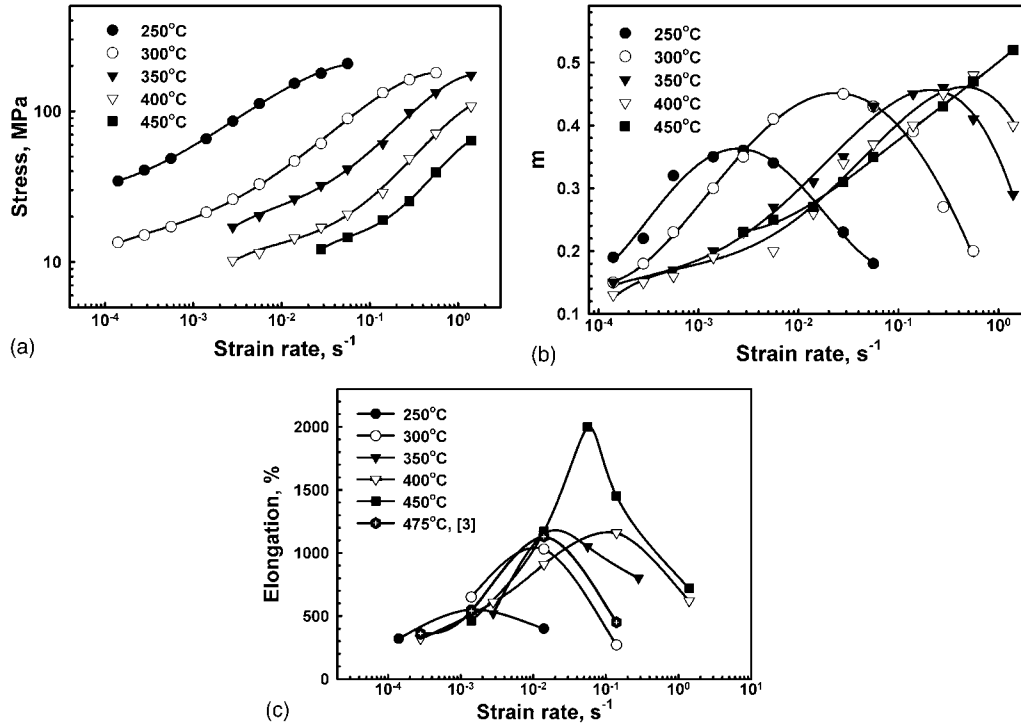 250°C
300°C
350°C
400°C
450°C
100
10
Stress, MPa
10⁻⁴ 10⁻³ 10⁻² 10⁻¹ 10⁰
Strain rate, s⁻¹
(a)
250°C
300°C
350°C
400°C
450°C
0.5
0.4
0.3
0.2
0.1
m
10⁻⁴ 10⁻³ 10⁻² 10⁻¹ 10⁰
Strain rate, s⁻¹
(b)
250°C
300°C
350°C
400°C
450°C
475°C, [3]
2000
1500
1000
500
0
Elongation, %
10⁻⁴ 10⁻³ 10⁻² 10⁻¹ 10⁰ 10¹
Strain rate, s⁻¹
(c)